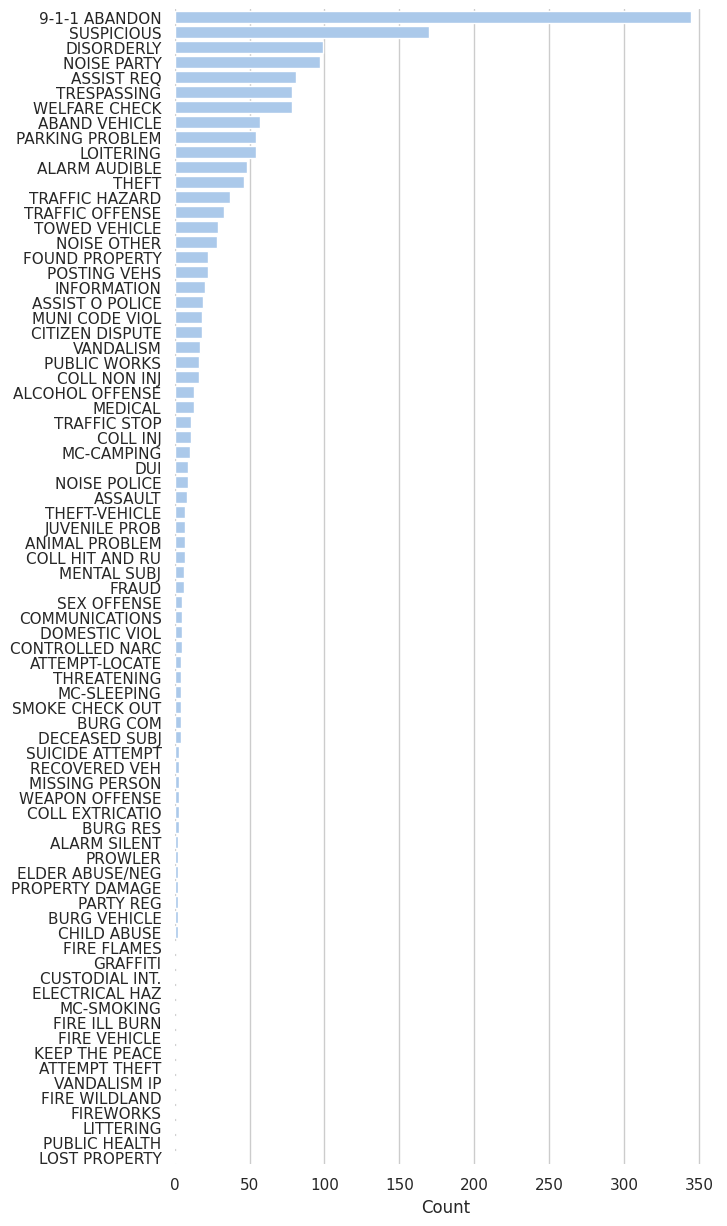 9-1-1 ABANDON
SUSPICIOUS
DISORDERLY
NOISE PARTY
ASSIST REQ
TRESPASSING
WELFARE CHECK
ABAND VEHICLE
PARKING PROBLEM
LOITERING
ALARM AUDIBLE
THEFT
TRAFFIC HAZARD
TRAFFIC OFFENSE
TOWED VEHICLE
NOISE OTHER
FOUND PROPERTY
POSTING VEHS
INFORMATION
ASSIST O POLICE
MUNI CODE VIOL
CITIZEN DISPUTE
VANDALISM
PUBLIC WORKS
COLL NON INJ
ALCOHOL OFFENSE
MEDICAL
TRAFFIC STOP
COLL INJ
MC-CAMPING
DUI
NOISE POLICE
ASSAULT
THEFT-VEHICLE
JUVENILE PROB
ANIMAL PROBLEM
COLL HIT AND RU
MENTAL SUBJ
FRAUD
SEX OFFENSE
COMMUNICATIONS
DOMESTIC VIOL
CONTROLLED NARC
ATTEMPT-LOCATE
THREATENING
MC-SLEEPING
SMOKE CHECK OUT
BURG COM
DECEASED SUBJ
SUICIDE ATTEMPT
RECOVERED VEH
MISSING PERSON
WEAPON OFFENSE
COLL EXTRICATIO
BURG RES
ALARM SILENT
PROWLER
ELDER ABUSE/NEG
PROPERTY DAMAGE
PARTY REG
BURG VEHICLE
CHILD ABUSE
FIRE FLAMES
GRAFFITI
CUSTODIAL INT.
ELECTRICAL HAZ
MC-SMOKING
FIRE ILL BURN
FIRE VEHICLE
KEEP THE PEACE
ATTEMPT THEFT
VANDALISM IP
FIRE WILDLAND
FIREWORKS
LITTERING
PUBLIC HEALTH
LOST PROPERTY
0 50 100 150 200 250 300 350
Count